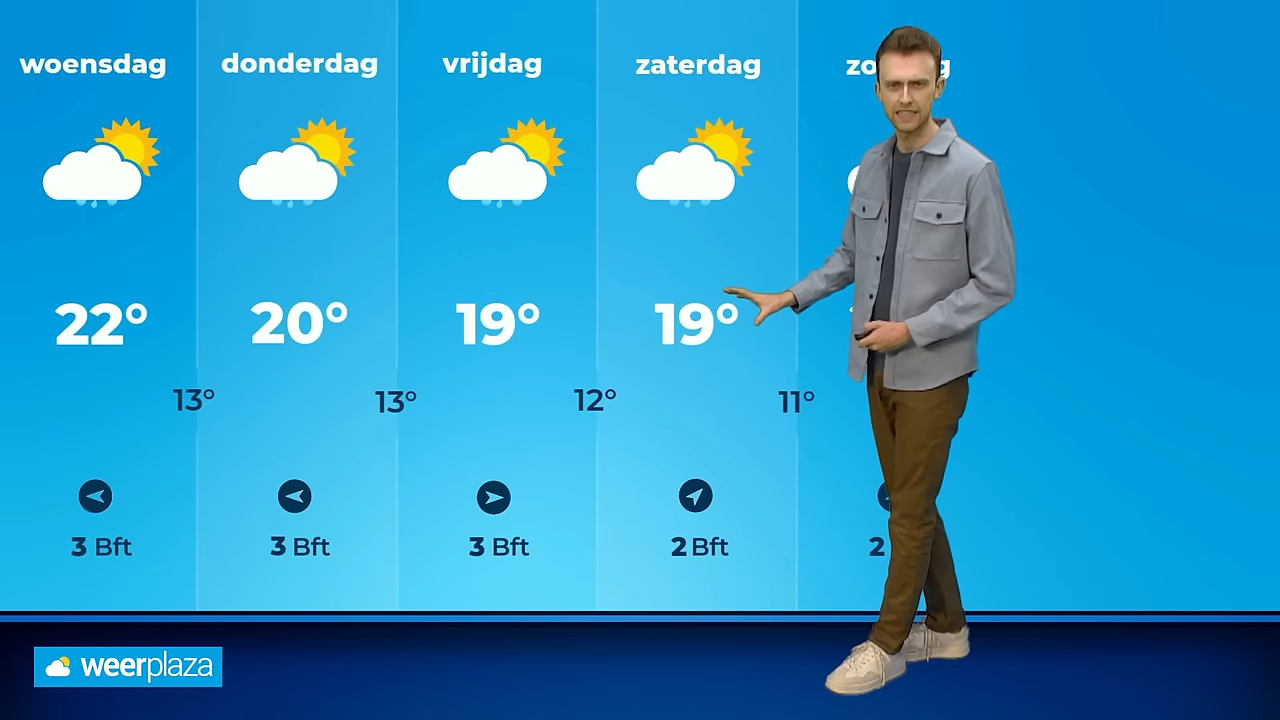 woensdag donderdag vrijdag zaterdag
22° 20° 19° 19°
13° 13° 12° 11°
3 Bft 3 Bft 3 Bft 2 Bft 2
weerplaza